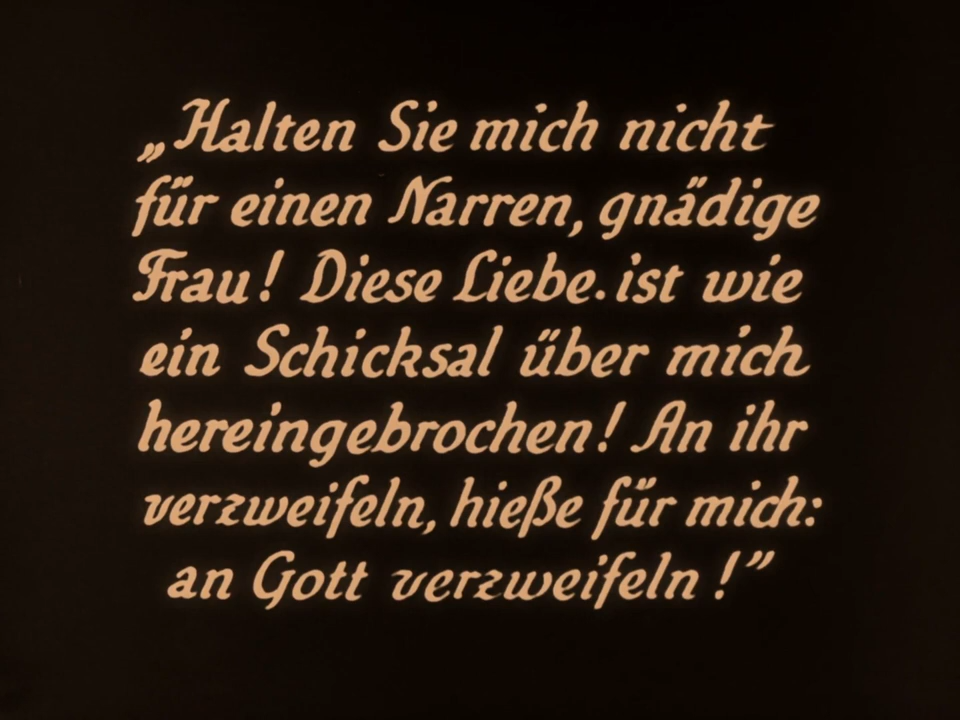 „Halten Sie mich nicht
für einen Narren, gnädige
Frau! Diese Liebe. ist wie
ein Schicksal über mich
hereingebrochen! An ihr
verzweifeln, hieße für mich:
an Gott verzweifeln!”